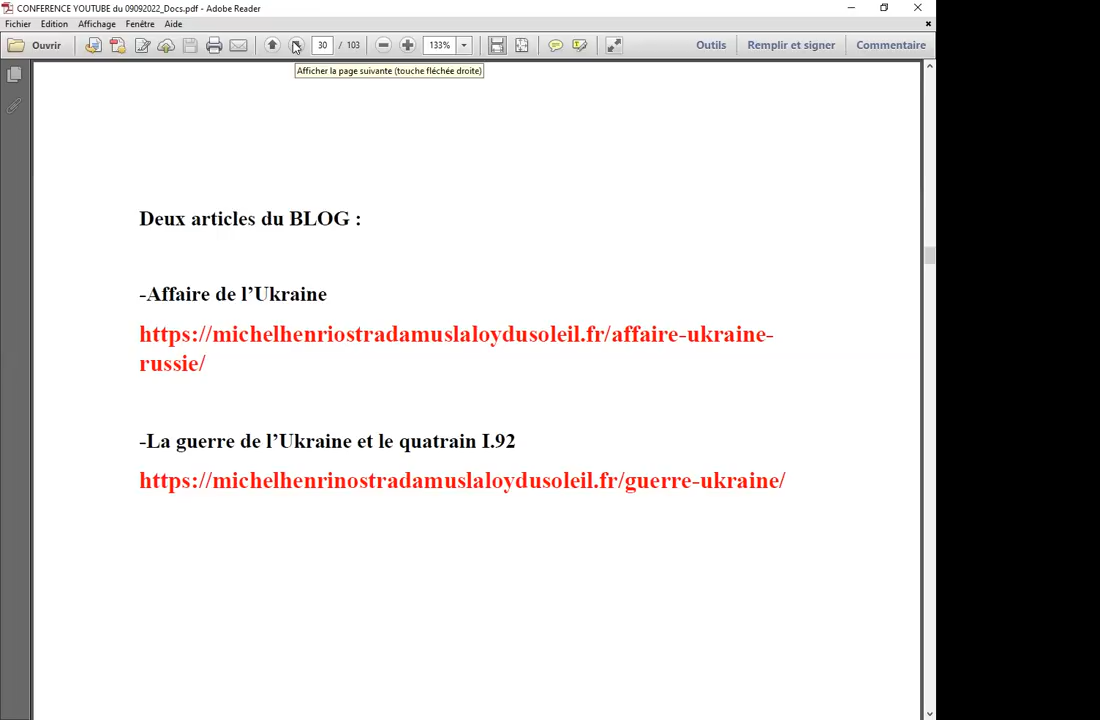 CONFERENCE YOUTUBE du 09092022_Docs.pdf - Adobe Reader
Fichier Edition Affichage Fenêtre Aide
Ouvrir 30 / 103 133% Outils Remplir et signer Commentaire
Afficher la page suivante (touche fléchée droite)
Deux articles du BLOG :
-Affaire de l’Ukraine
https://michelhenriostradamuslaloydusoleil.fr/affaire-ukraine-
russie/
-La guerre de l’Ukraine et le quatrain I.92
https://michelhenrinostradamuslaloydusoleil.fr/guerre-ukraine/